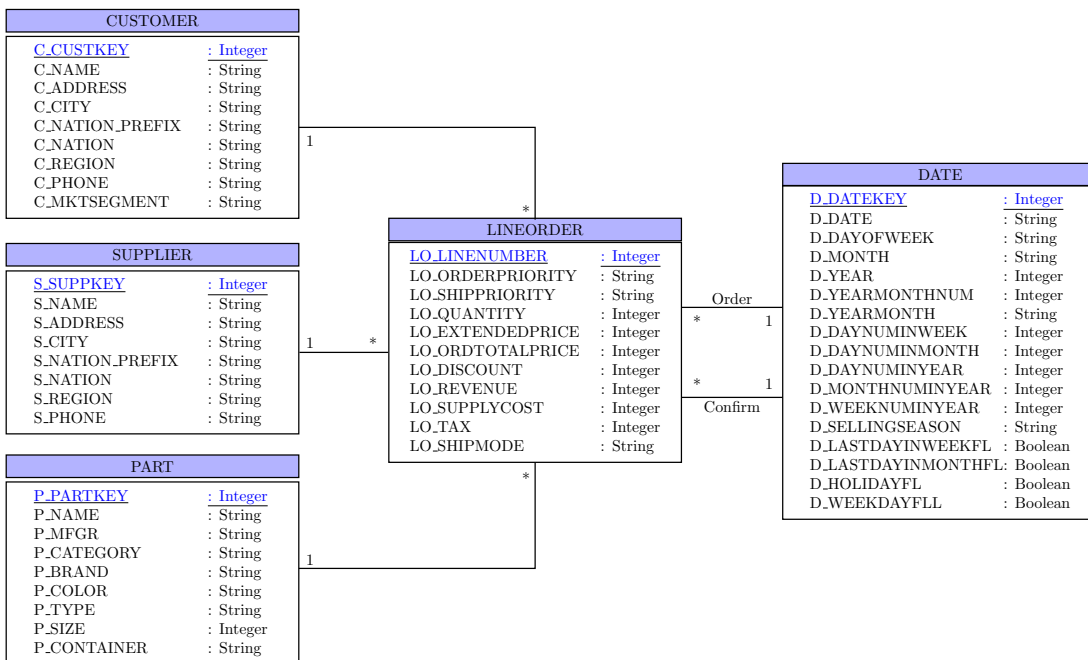 CUSTOMER
C_CUSTKEY : Integer
C_NAME : String
C_ADDRESS : String
C_CITY : String
C_NATION_PREFIX : String
C_NATION : String
C_REGION : String
C_PHONE : String
C_MKTSEGMENT : String
1
*
SUPPLIER
S_SUPPKEY : Integer
S_NAME : String
S_ADDRESS : String
S_CITY : String
S_NATION_PREFIX : String
S_NATION : String
S_REGION : String
S_PHONE : String
1 *
PART
P_PARTKEY : Integer
P_NAME : String
P_MFGR : String
P_CATEGORY : String
P_BRAND : String
P_COLOR : String
P_TYPE : String
P_SIZE : Integer
P_CONTAINER : String
1
*
LINEORDER
LO_LINENUMBER : Integer
LO_ORDERPRIORITY : String
LO_SHIPPRIORITY : String
LO_QUANTITY : Integer
LO_EXTENDEDPRICE : Integer
LO_ORDTOTALPRICE : Integer
LO_DISCOUNT : Integer
LO_REVENUE : Integer
LO_SUPPLYCOST : Integer
LO_TAX : Integer
LO_SHIPMODE : String
Order
* 1
* 1
Confirm
DATE
D_DATEKEY : Integer
D_DATE : String
D_DAYOFWEEK : String
D_MONTH : String
D_YEAR : Integer
D_YEARMONTHNUM : Integer
D_YEARMONTH : String
D_DAYNUMINWEEK : Integer
D_DAYNUMINMONTH : Integer
D_DAYNUMINYEAR : Integer
D_MONTHNUMINYEAR : Integer
D_WEEKNUMINYEAR : Integer
D_SELLINGSEASON : String
D_LASTDAYINWEEKFL : Boolean
D_LASTDAYINMONTHFL: Boolean
D_HOLIDAYFL : Boolean
D_WEEKDAYFLL : Boolean